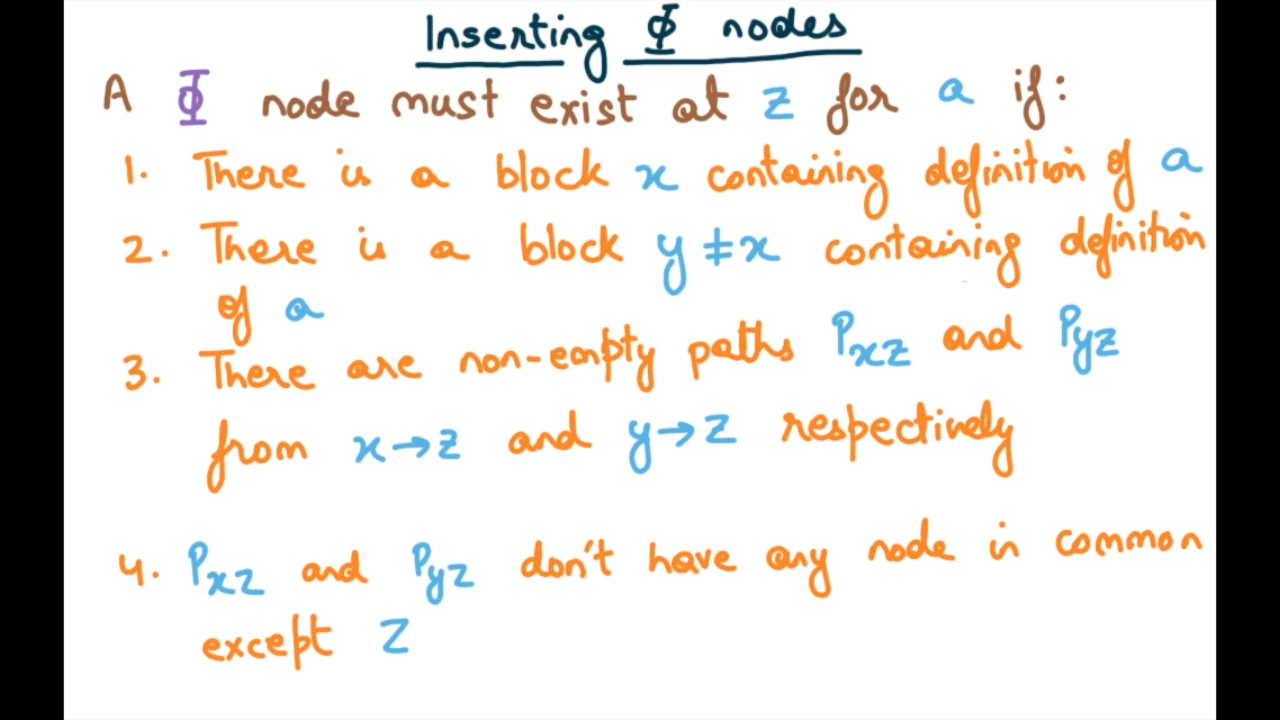 Inserting Φ nodes
A Φ node must exist at z for a if:
1. There is a block x containing definition of a
2. There is a block y ≠ x containing definition
of a
3. There are non-empty paths Pxz and Pyz
from x → z and y → z respectively
4. Pxz and Pyz don't have any node in common
except z